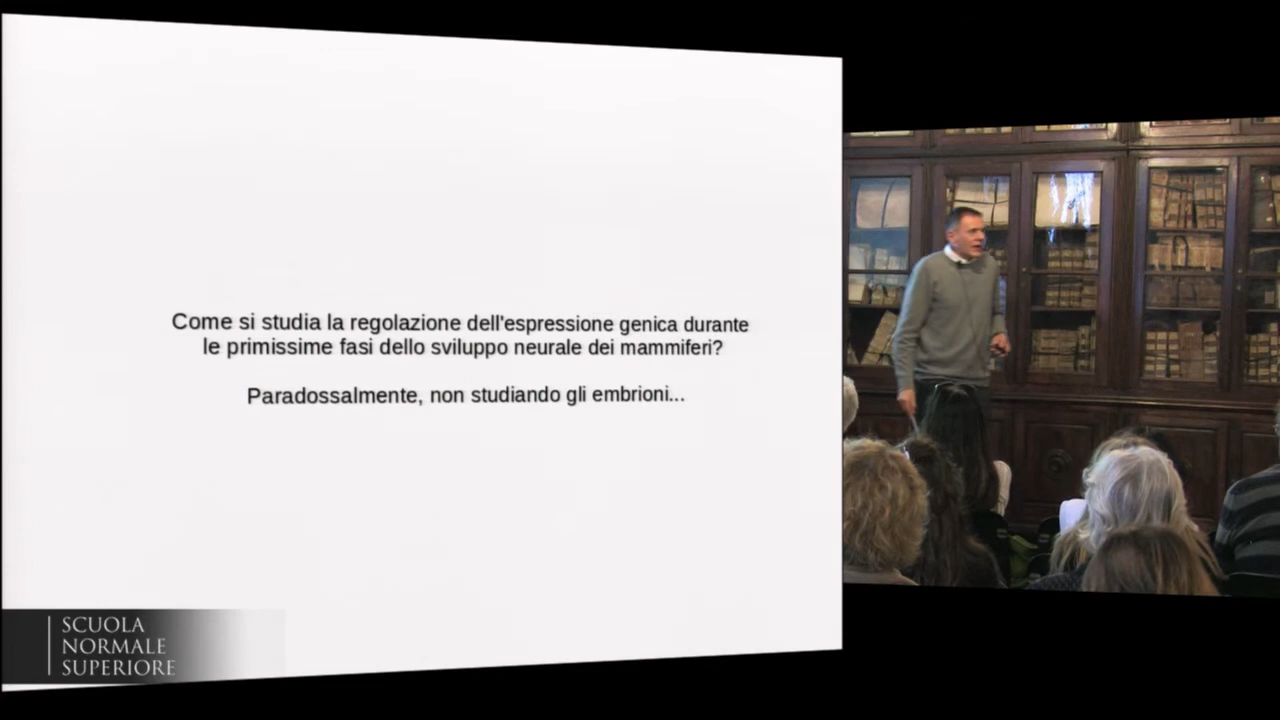 Come si studia la regolazione dell'espressione genica durante
le primissime fasi dello sviluppo neurale dei mammiferi?
Paradossalmente, non studiando gli embrioni...
SCUOLA
NORMALE
SUPERIORE